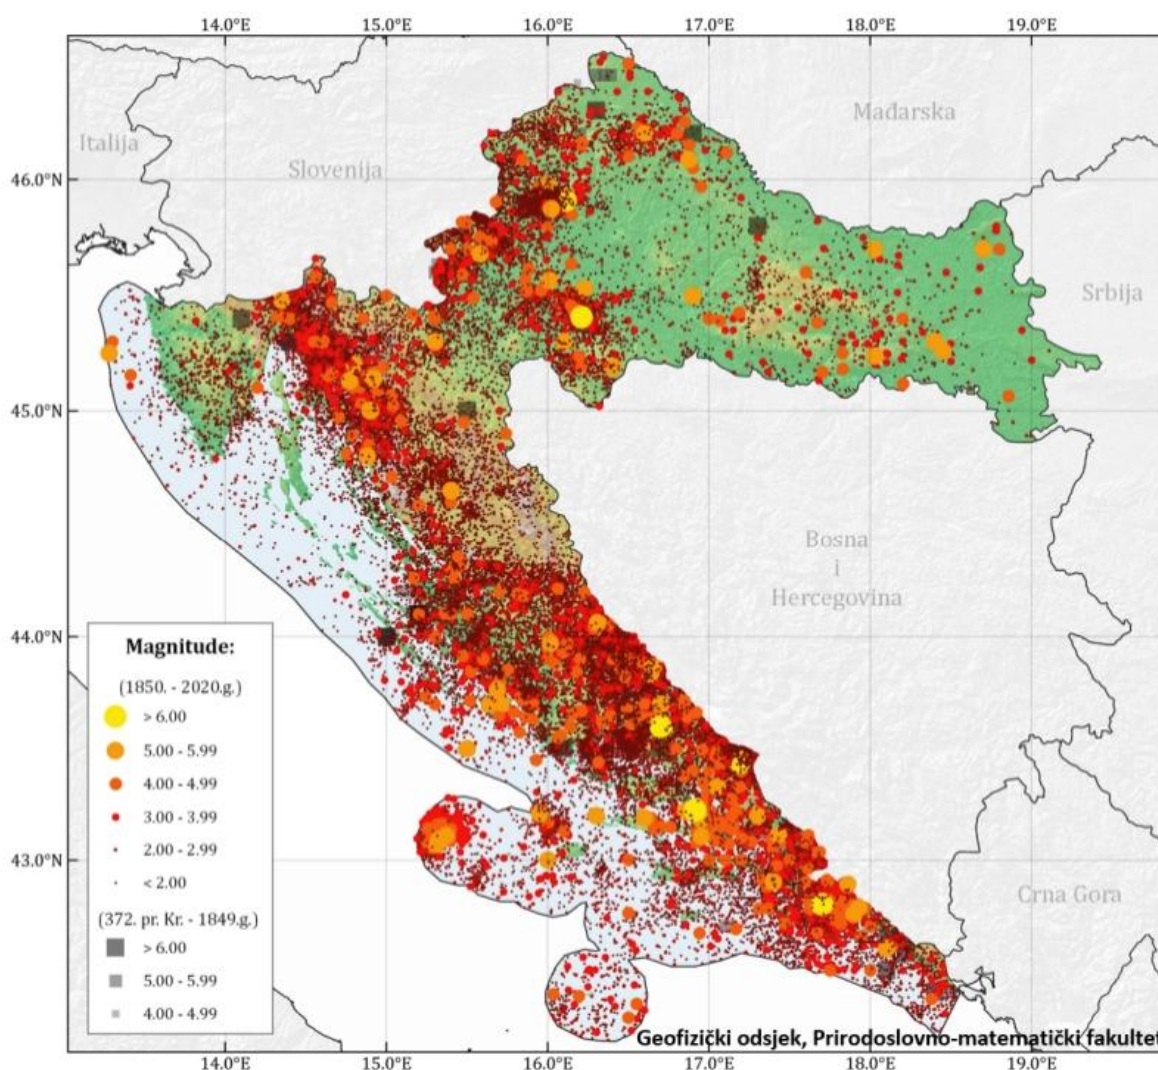 14.0°E 15.0°E 16.0°E 17.0°E 18.0°E 19.0°E
Mađarska
Italija
Slovenija
46.0°N
Srbija
45.0°N
Bosna
i
Hercegovina
44.0°N
Magnitude:
(1850. - 2020.g.)
> 6.00
5.00 - 5.99
4.00 - 4.99
3.00 - 3.99
2.00 - 2.99
< 2.00
43.0°N
Crna Gora
(372. pr. Kr. - 1849.g.)
> 6.00
5.00 - 5.99
4.00 - 4.99
Geofizički odsjek, Prirodoslovno-matematički fakultet
14.0°E 15.0°E 16.0°E 17.0°E 18.0°E 19.0°E